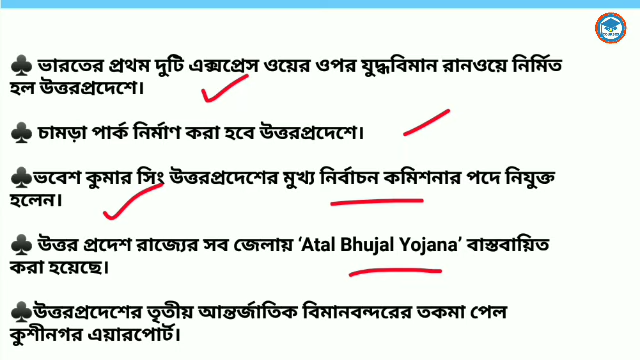 ♣ ভারতের প্রথম দুটি এক্সপ্রেস ওয়ের ওপর যুদ্ধবিমান রানওয়ে নির্মিত
হল উত্তরপ্রদেশে।
♣ চামড়া পার্ক নির্মাণ করা হবে উত্তরপ্রদেশে।
♣ভবেশ কুমার সিং উত্তরপ্রদেশের মুখ্য নির্বাচন কমিশনার পদে নিযুক্ত
হলেন।
♣ উত্তর প্রদেশ রাজ্যের সব জেলায় ‘Atal Bhujal Yojana’ বাস্তবায়িত
করা হয়েছে।
♣উত্তরপ্রদেশের তৃতীয় আন্তর্জাতিক বিমানবন্দরের তকমা পেল
কুশীনগর এয়ারপোর্ট।